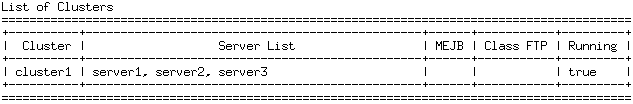 List of Clusters
================================================================================
+----------+----------------------------------------------+------+-----------+---------+
| Cluster | Server List | MEJB | Class FTP | Running |
+----------+----------------------------------------------+------+-----------+---------+
| cluster1 | server1, server2, server3 | | | true |
+----------+----------------------------------------------+------+-----------+---------+
================================================================================